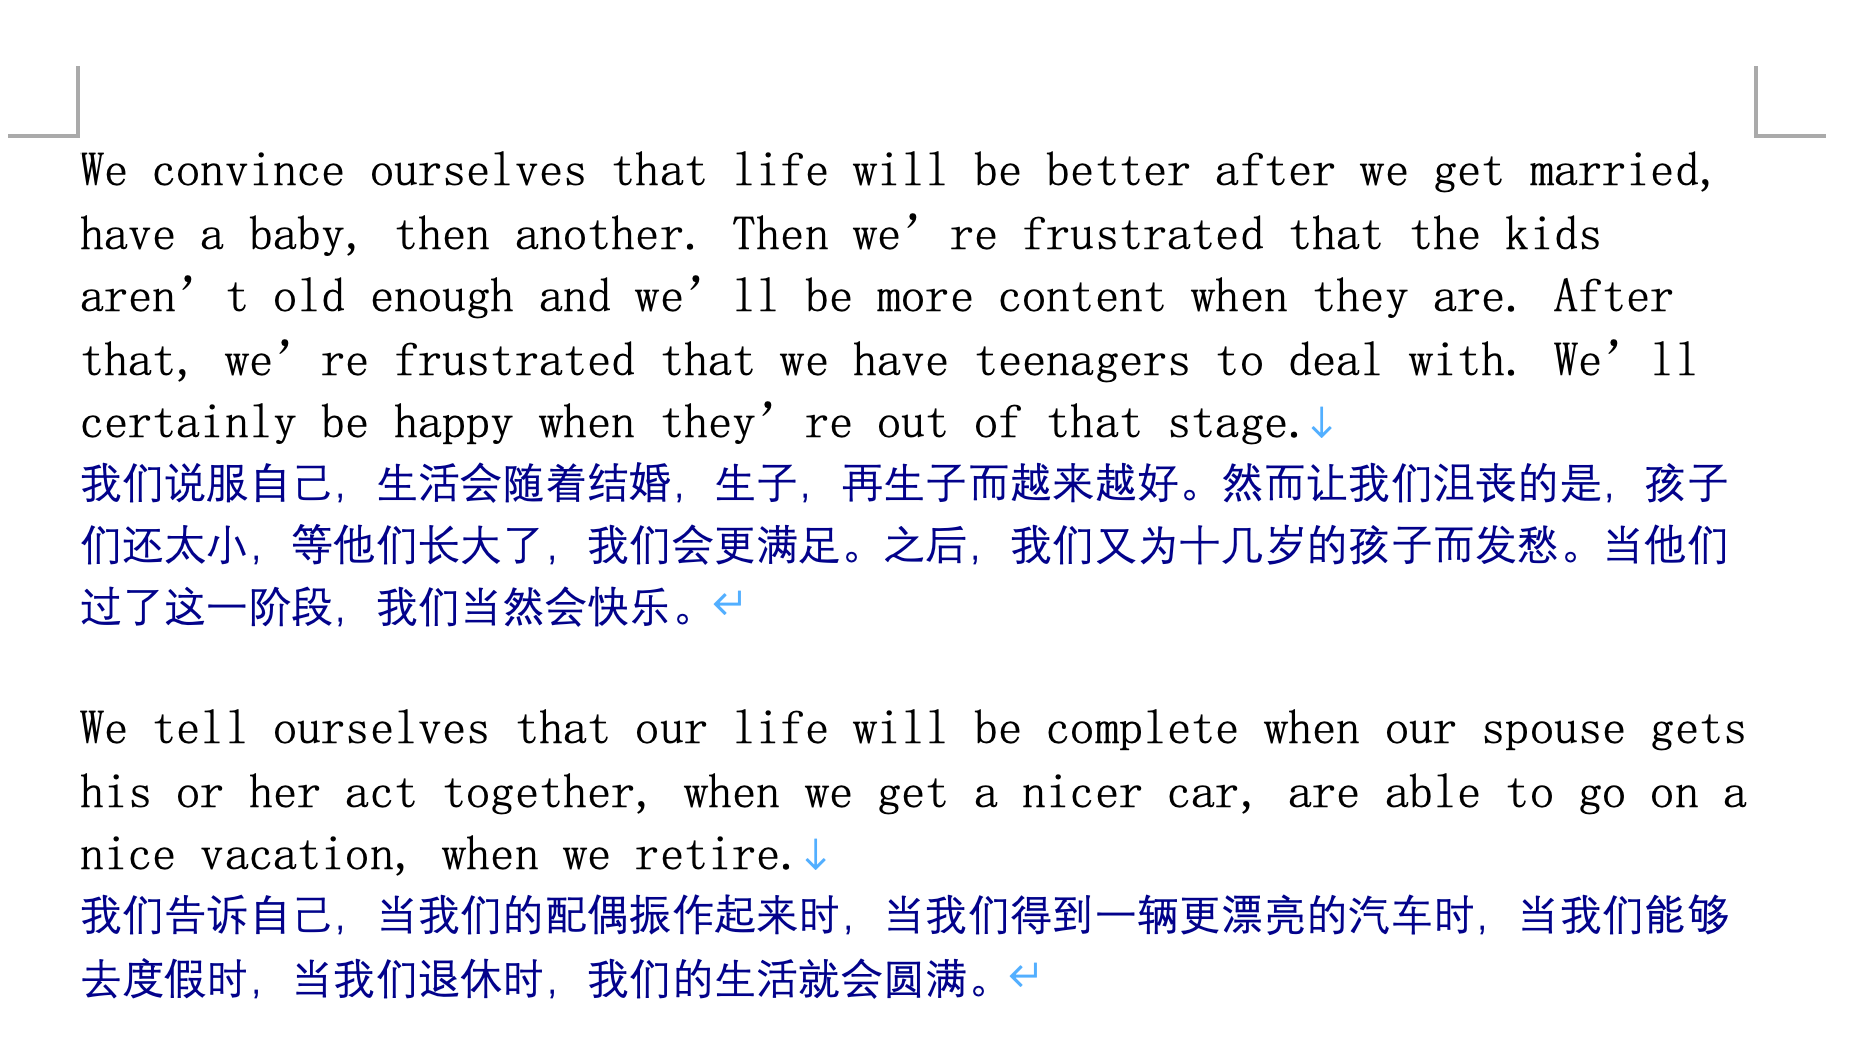 We convince ourselves that life will be better after we get married,
have a baby, then another. Then we’re frustrated that the kids
aren’t old enough and we’ll be more content when they are. After
that, we’re frustrated that we have teenagers to deal with. We’ll
certainly be happy when they’re out of that stage.↓
我们说服自己，生活会随着结婚，生子，再生子而越来越好。然而让我们沮丧的是，孩子
们还太小，等他们长大了，我们会更满足。之后，我们又为十几岁的孩子而发愁。当他们
过了这一阶段，我们当然会快乐。↵
We tell ourselves that our life will be complete when our spouse gets
his or her act together, when we get a nicer car, are able to go on a
nice vacation, when we retire.↓
我们告诉自己，当我们的配偶振作起来时，当我们得到一辆更漂亮的汽车时，当我们能够
去度假时，当我们退休时，我们的生活就会圆满。↵